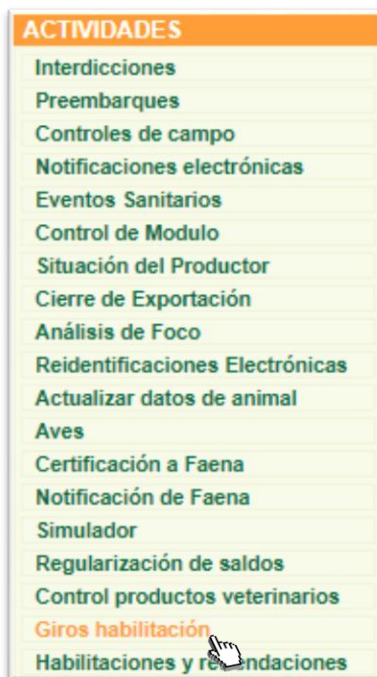 ACTIVIDADES
Interdicciones
Preembarques
Controles de campo
Notificaciones electrónicas
Eventos Sanitarios
Control de Modulo
Situación del Productor
Cierre de Exportación
Análisis de Foco
Reidentificaciones Electrónicas
Actualizar datos de animal
Aves
Certificación a Faena
Notificación de Faena
Simulador
Regularización de saldos
Control productos veterinarios
Giros habilitación
Habilitaciones y